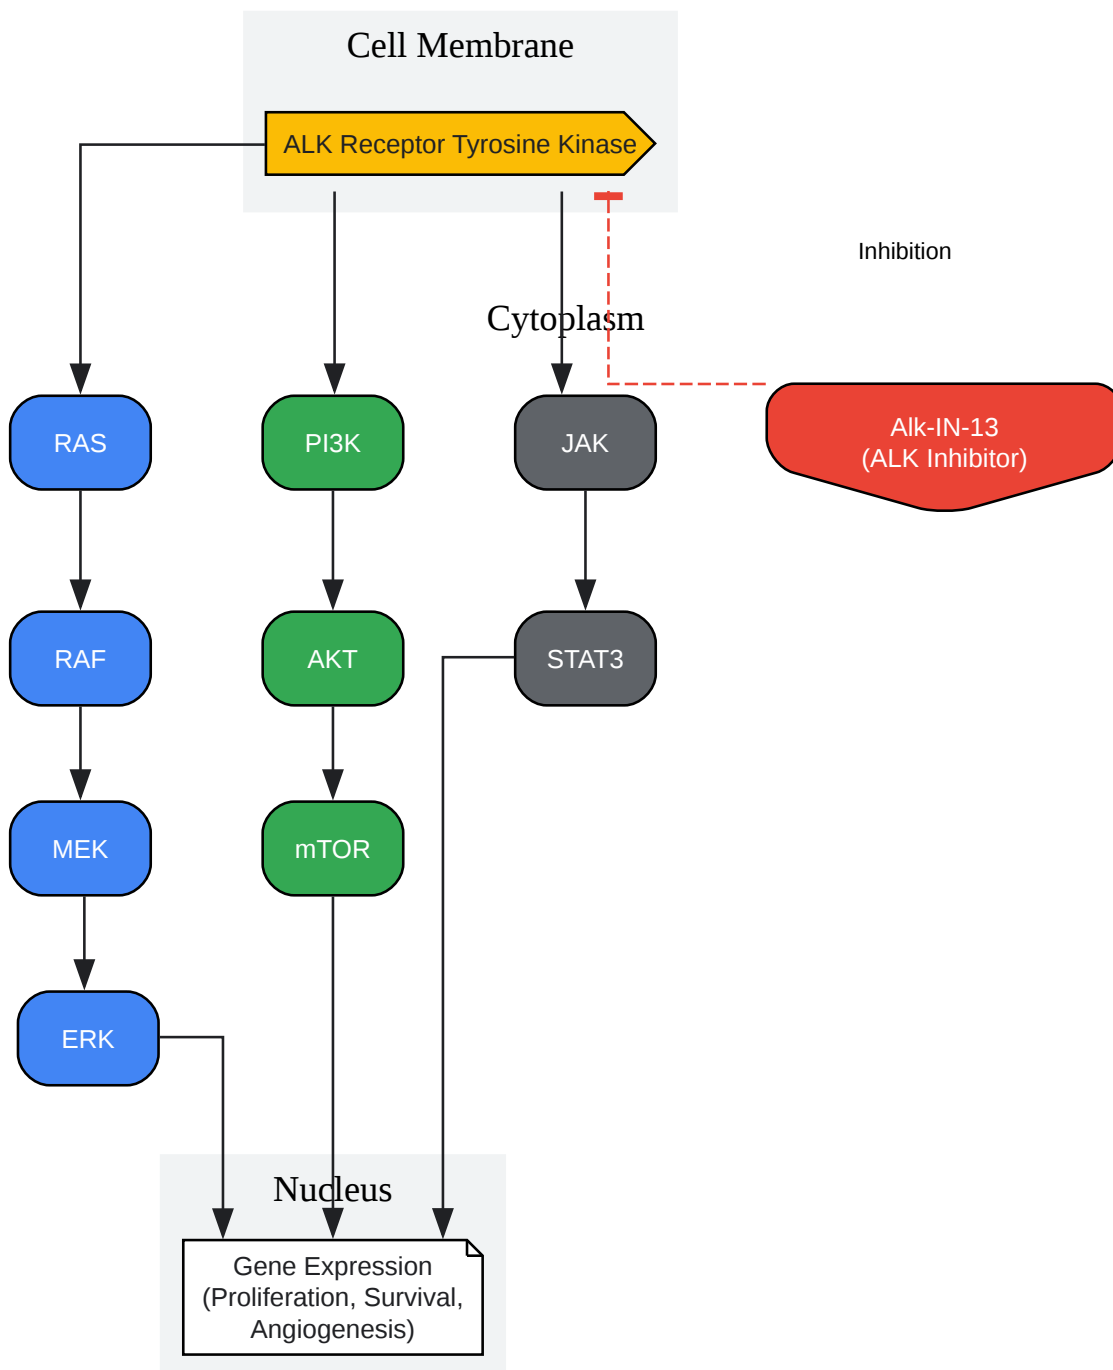 Cell Membrane
ALK Receptor Tyrosine Kinase
Inhibition
Cytoplasm
RAS
PI3K
JAK
Alk-IN-13
(ALK Inhibitor)
RAF
AKT
STAT3
MEK
mTOR
ERK
Nucleus
Gene Expression
(Proliferation, Survival,
Angiogenesis)